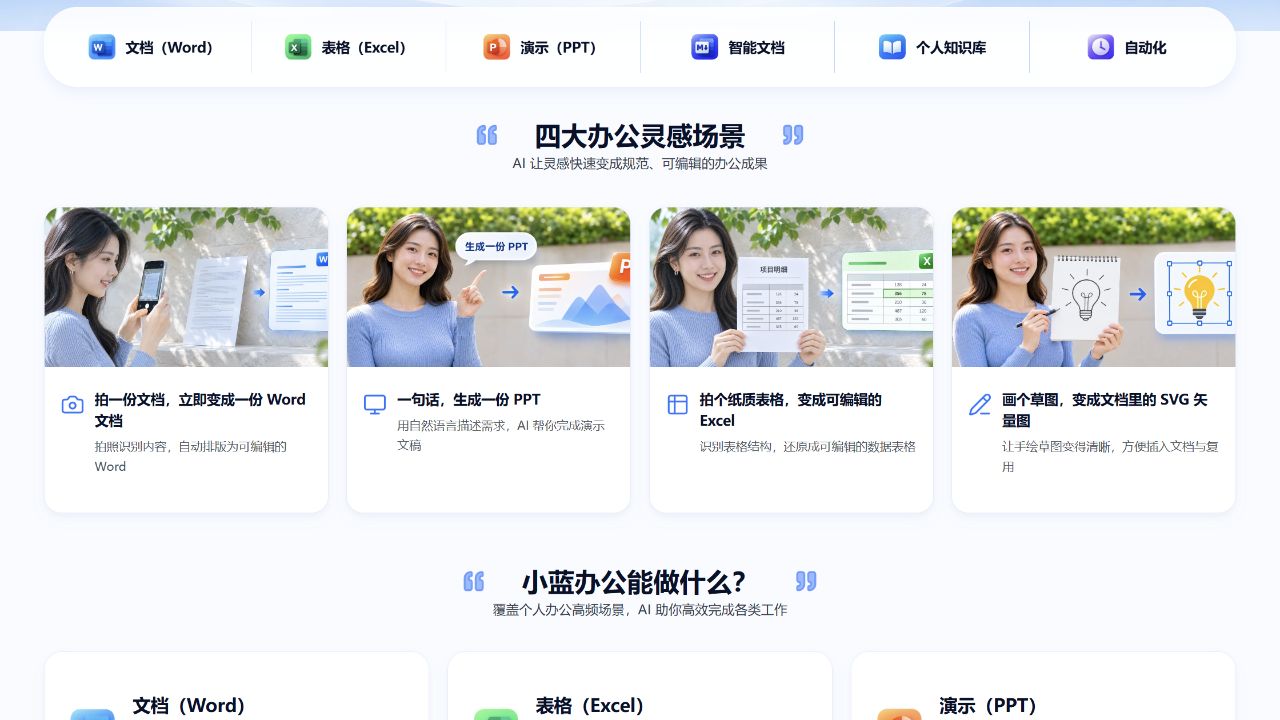 文档（Word）
表格（Excel）
演示（PPT）
智能文档
个人知识库
自动化
四大办公灵感场景
AI 让灵感快速变成规范、可编辑的办公成果
W
生成一份 PPT
P
项目明细
X
拍一份文档，立即变成一份 Word
文档
拍照识别内容，自动排版为可编辑的
Word
一句话，生成一份 PPT
用自然语言描述需求，AI 帮你完成演示
文稿
拍个纸质表格，变成可编辑的
Excel
识别表格结构，还原成可编辑的数据表格
画个草图，变成文档里的 SVG 矢
量图
让手绘草图变得清晰，方便插入文档与复
用
小蓝办公能做什么？
覆盖个人办公高频场景，AI 助你高效完成各类工作
文档（Word）
表格（Excel）
演示（PPT）